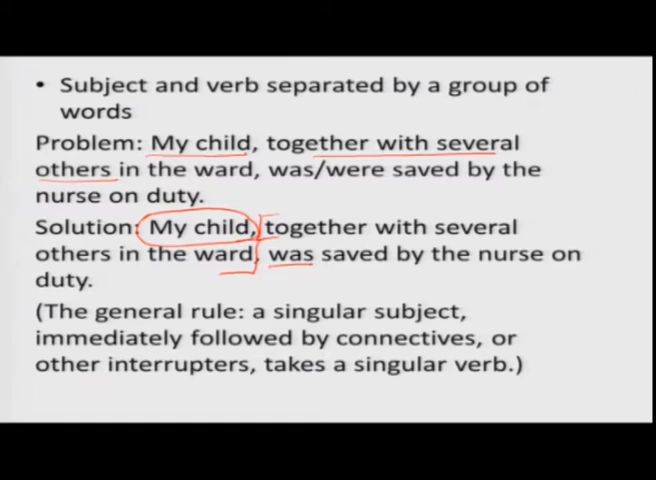 • Subject and verb separated by a group of
words
Problem: My child, together with several
others in the ward, was/were saved by the
nurse on duty.
Solution: My child, together with several
others in the ward, was saved by the nurse on
duty.
(The general rule: a singular subject,
immediately followed by connectives, or
other interrupters, takes a singular verb.)